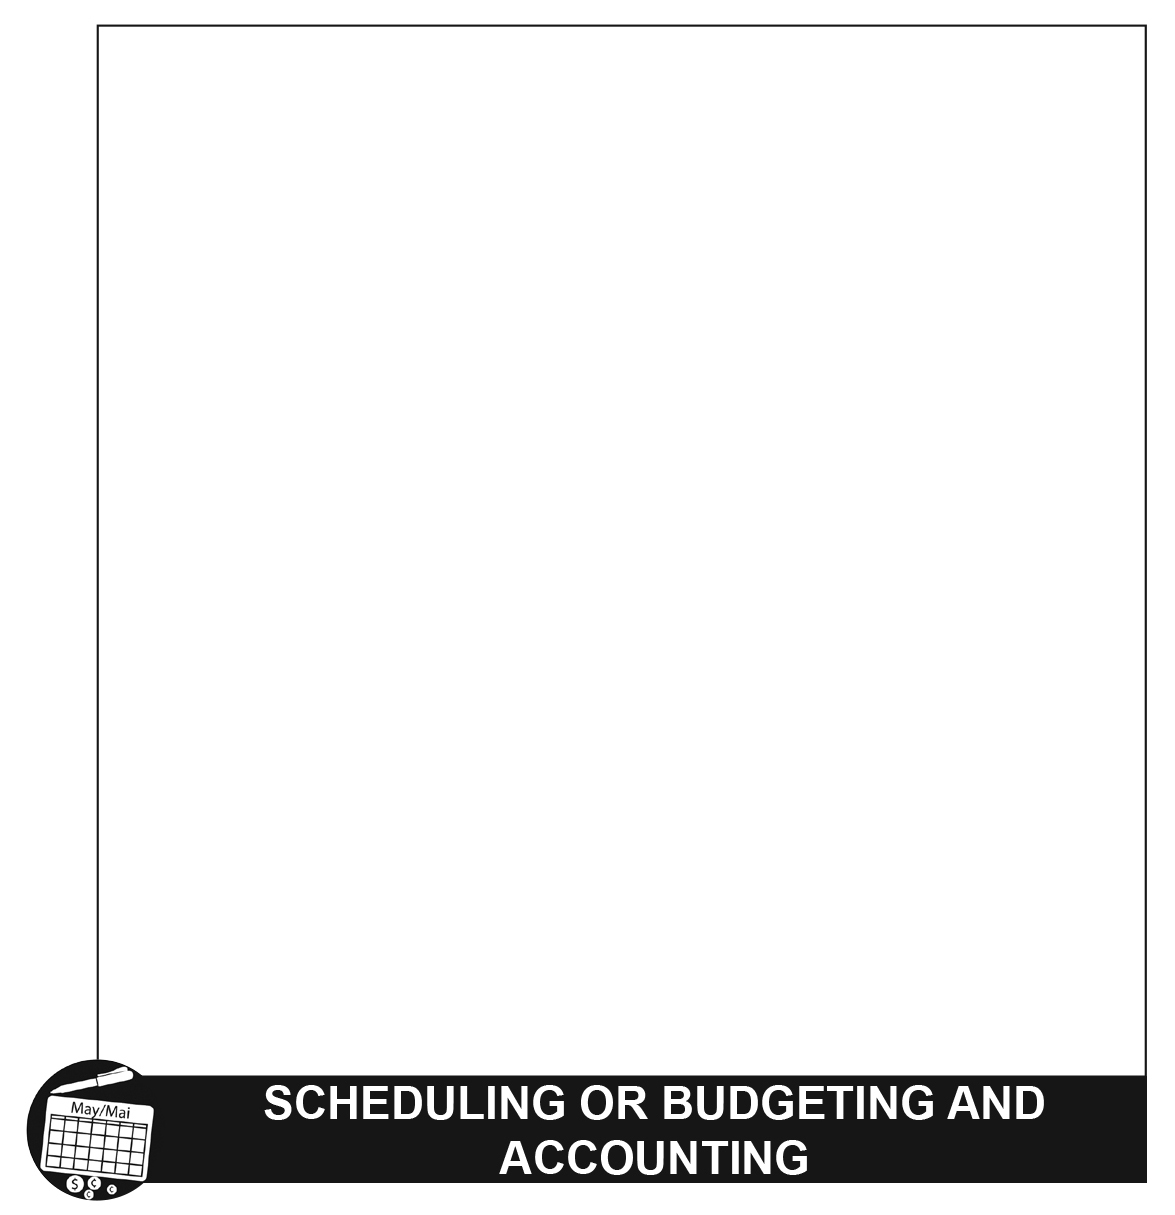 May/Mai
$ ¢
¢ ¢
SCHEDULING OR BUDGETING AND
ACCOUNTING